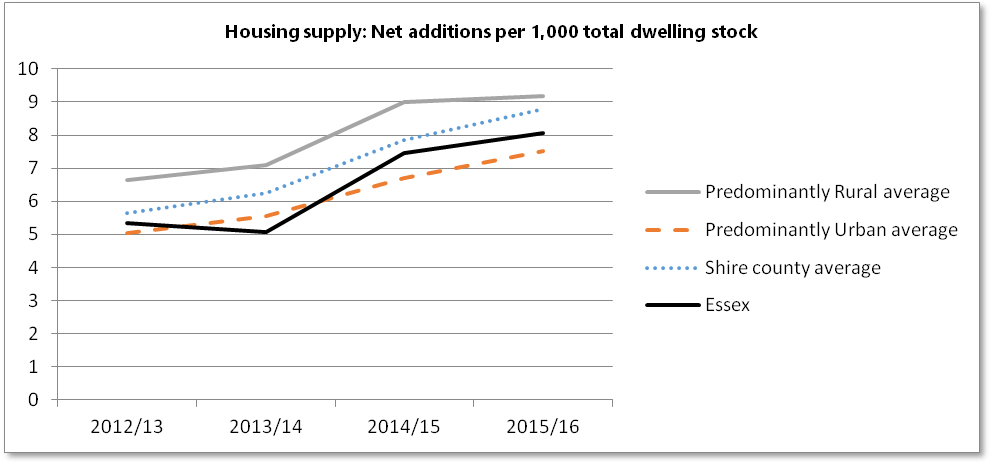 Housing supply: Net additions per 1,000 total dwelling stock
10
9
8
7
6
5
4
3
2
1
0
2012/13 2013/14 2014/15 2015/16
Predominantly Rural average
Predominantly Urban average
Shire county average
Essex